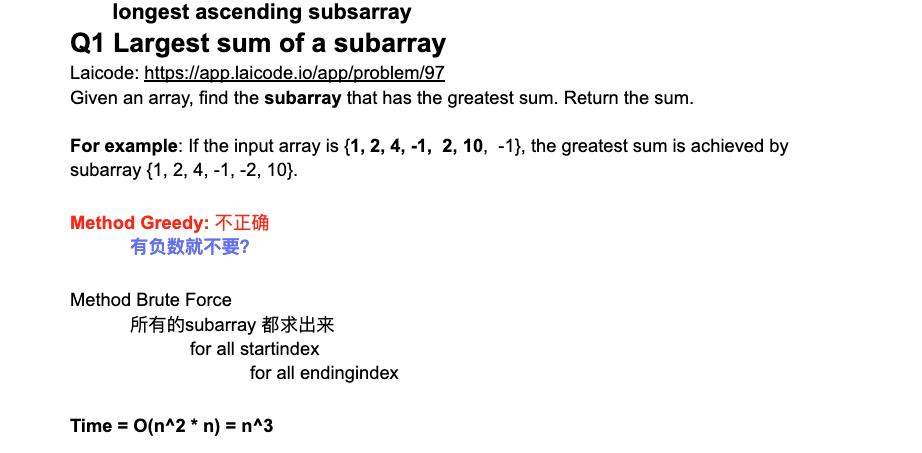 longest ascending subsarray
Q1 Largest sum of a subarray
Laicode: https://app.laicode.io/app/problem/97
Given an array, find the subarray that has the greatest sum. Return the sum.
For example: If the input array is {1, 2, 4, -1,  2, 10,  -1}, the greatest sum is achieved by
subarray {1, 2, 4, -1, -2, 10}.
Method Greedy: 不正确
有负数就不要?
Method Brute Force
所有的subarray 都求出来
for all startindex
for all endingindex
Time = O(n^2 * n) = n^3